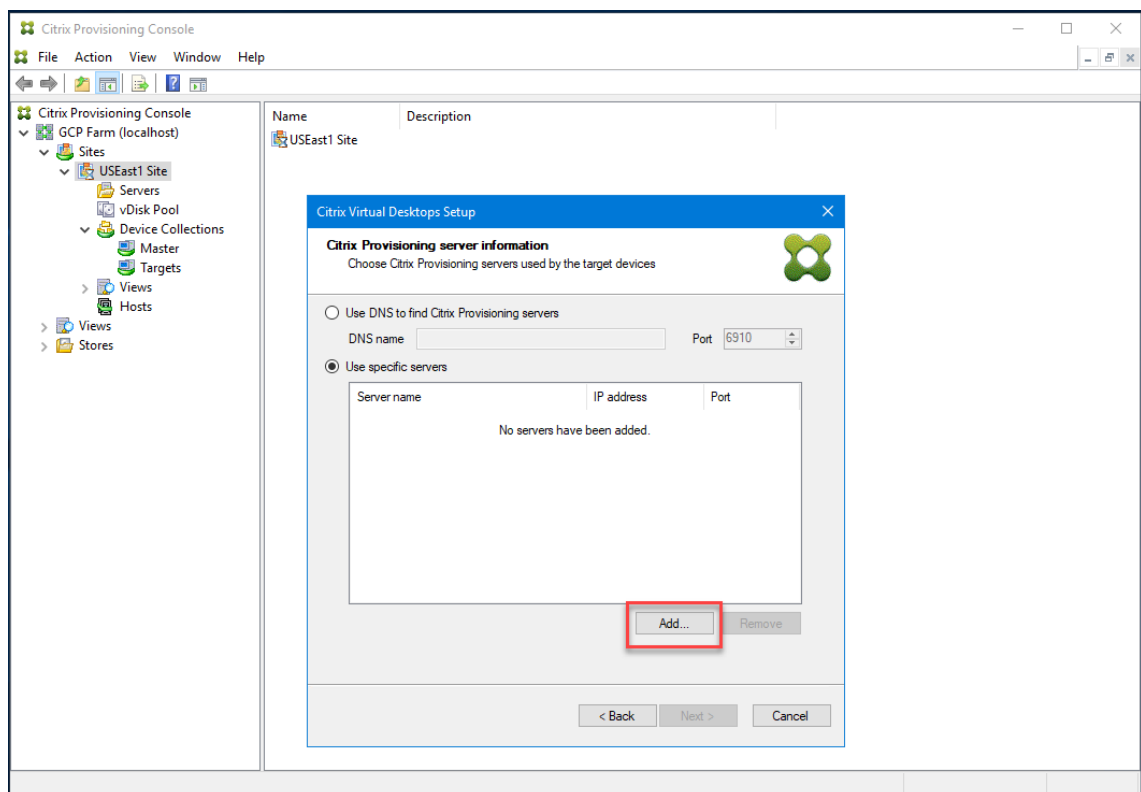 Citrix Provisioning Console
File Action View Window Help
Citrix Provisioning Console
GCP Farm (localhost)
Sites
USEast1 Site
Servers
vDisk Pool
Device Collections
Master
Targets
Views
Hosts
Views
Stores
Name Description
USEast1 Site
Citrix Virtual Desktops Setup
Citrix Provisioning server information
Choose Citrix Provisioning servers used by the target devices
Use DNS to find Citrix Provisioning servers
DNS name Port 6910
Use specific servers
Server name IP address Port
No servers have been added.
Add... Remove
< Back Next > Cancel